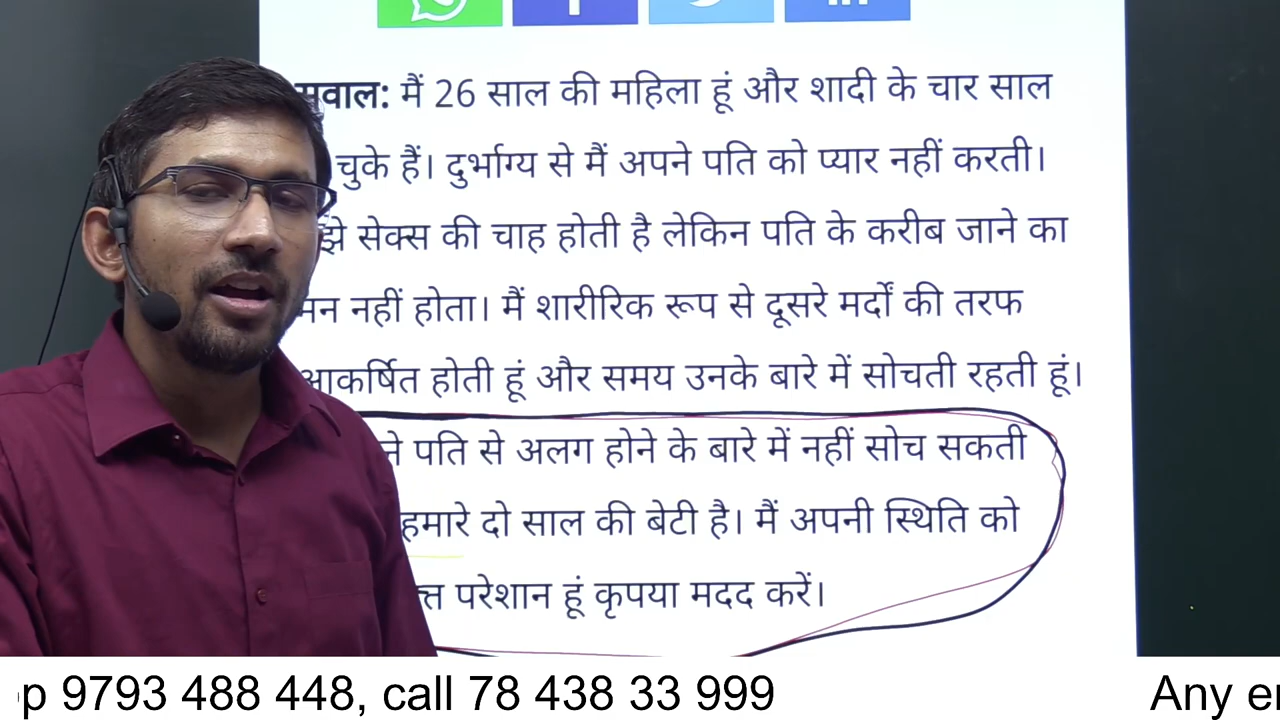 सवाल: मैं 26 साल की महिला हूं और शादी के चार साल
चुके हैं। दुर्भाग्य से मैं अपने पति को प्यार नहीं करती।
सेक्स की चाह होती है लेकिन पति के करीब जाने का
मन नहीं होता। मैं शारीरिक रूप से दूसरे मर्दों की तरफ
आकर्षित होती हूं और समय उनके बारे में सोचती रहती हूं।
पति से अलग होने के बारे में नहीं सोच सकती
हमारे दो साल की बेटी है। मैं अपनी स्थिति को
परेशान हूं कृपया मदद करें।
p 9793 488 448, call 78 438 33 999 Any